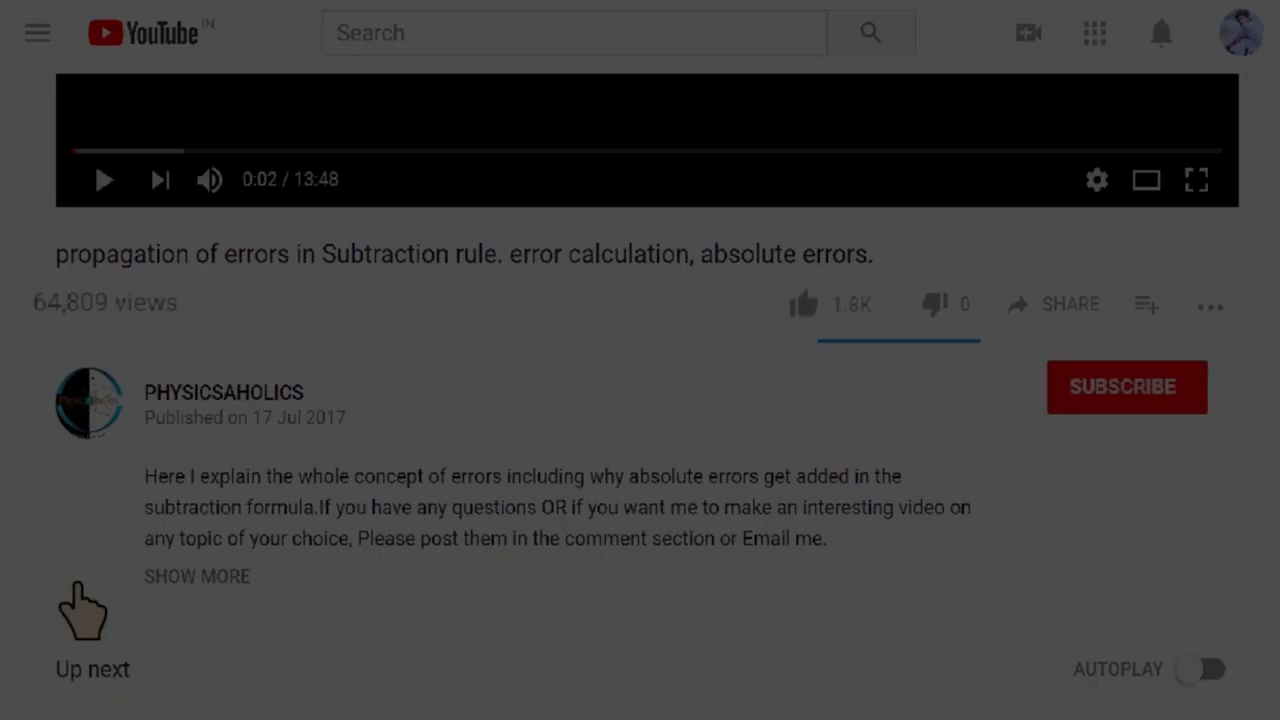 YouTube IN
Search
0:02 / 13:48
propagation of errors in Subtraction rule. error calculation, absolute errors.
64,809 views
1.8K 0 SHARE
PHYSICSAHOLICS
SUBSCRIBE
Published on 17 Jul 2017
Here I explain the whole concept of errors including why absolute errors get added in the
subtraction formula.If you have any questions OR if you want me to make an interesting video on
any topic of your choice, Please post them in the comment section or Email me.
SHOW MORE
Up next
AUTOPLAY